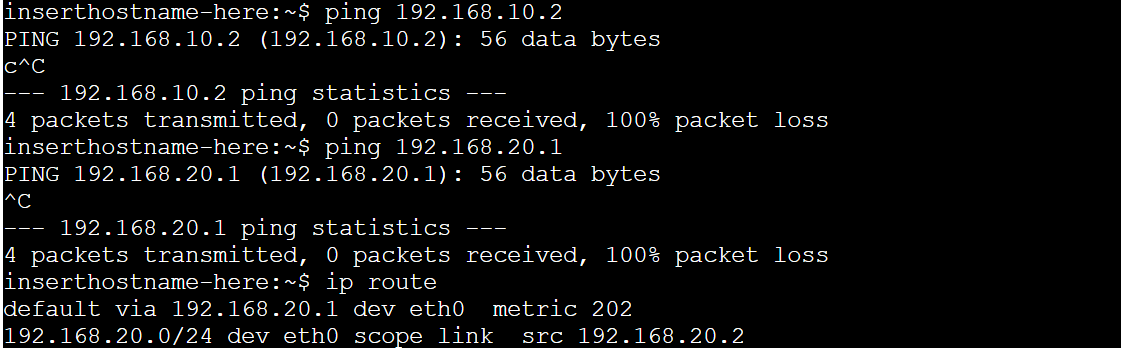 inserthostname-here:~$ ping 192.168.10.2
PING 192.168.10.2 (192.168.10.2): 56 data bytes
c^C
--- 192.168.10.2 ping statistics ---
4 packets transmitted, 0 packets received, 100% packet loss
inserthostname-here:~$ ping 192.168.20.1
PING 192.168.20.1 (192.168.20.1): 56 data bytes
^C
--- 192.168.20.1 ping statistics ---
4 packets transmitted, 0 packets received, 100% packet loss
inserthostname-here:~$ ip route
default via 192.168.20.1 dev eth0  metric 202
192.168.20.0/24 dev eth0 scope link  src 192.168.20.2